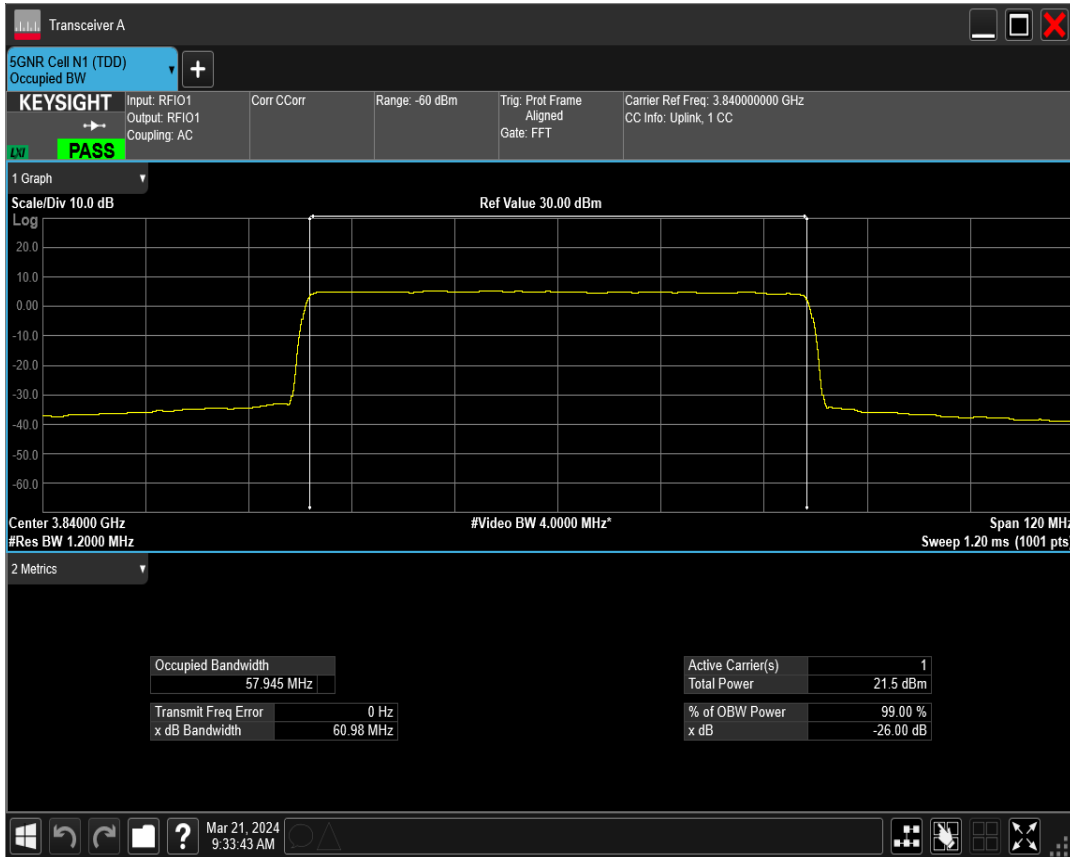 Transceiver A
5GNR Cell N1 (TDD)
Occupied BW
+
KEYSIGHT
LXI
PASS
Input: RFIO1
Output: RFIO1
Coupling: AC
Corr CCorr
Range: -60 dBm
Trig: Prot Frame
Aligned
Gate: FFT
Carrier Ref Freq: 3.840000000 GHz
CC Info: Uplink, 1 CC
1 Graph
Scale/Div 10.0 dB
Ref Value 30.00 dBm
Log
20.0
10.0
0.00
-10.0
-20.0
-30.0
-40.0
-50.0
-60.0
Center 3.84000 GHz
#Video BW 4.0000 MHz*
Span 120 MHz
#Res BW 1.2000 MHz
Sweep 1.20 ms (1001 pts)
2 Metrics
Occupied Bandwidth
57.945 MHz
Transmit Freq Error 0 Hz
x dB Bandwidth 60.98 MHz
Active Carrier(s) 1
Total Power 21.5 dBm
% of OBW Power 99.00 %
x dB -26.00 dB
?
Mar 21, 2024
9:33:43 AM